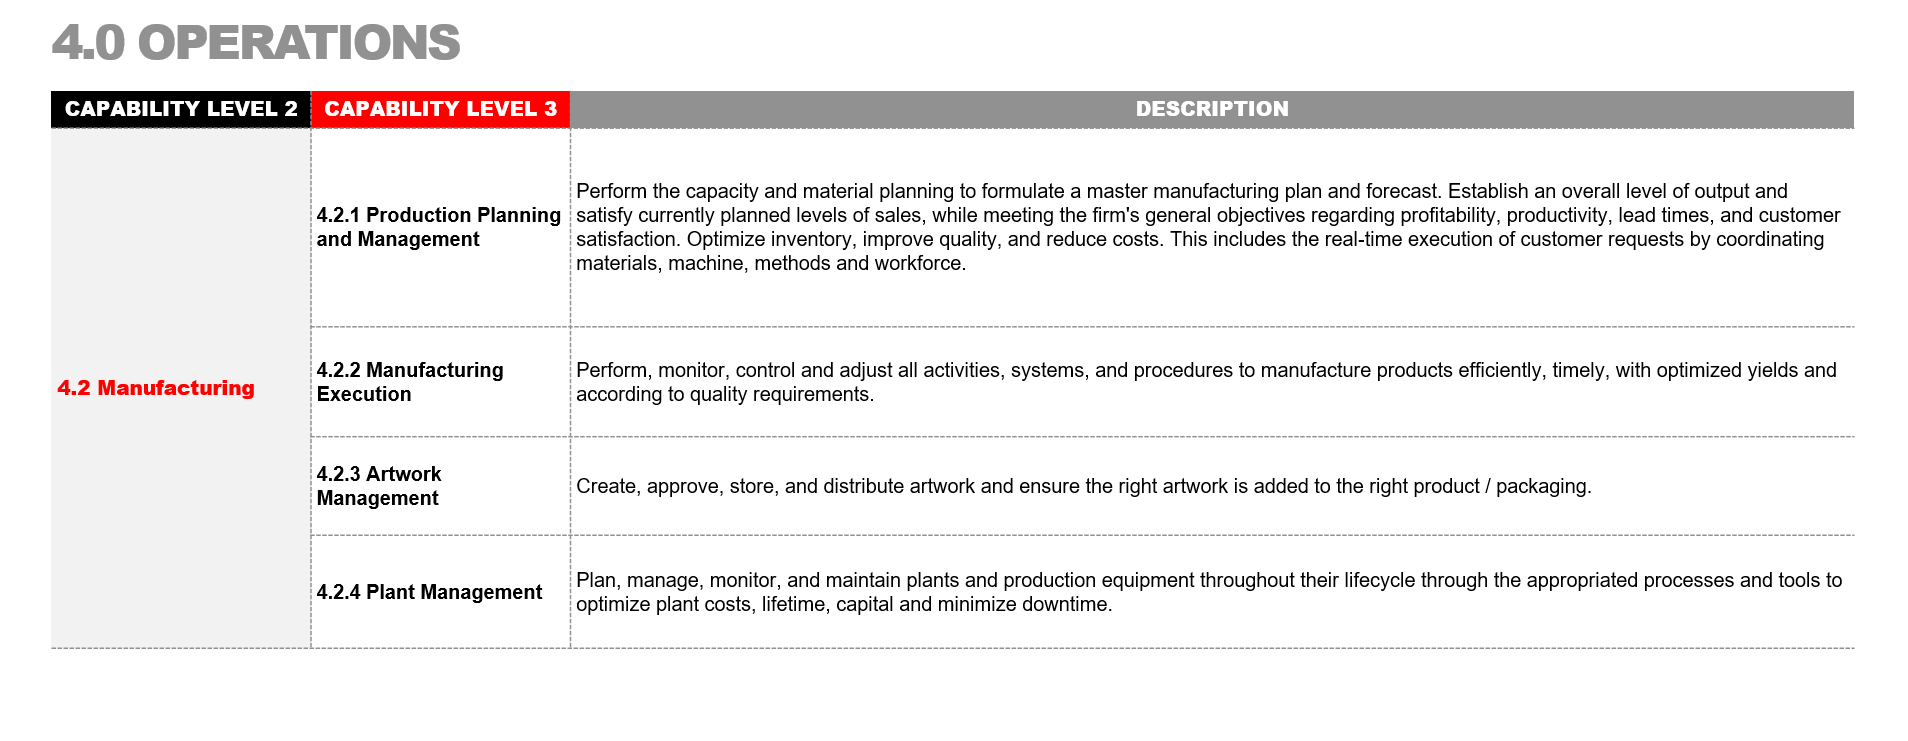 4.0 OPERATIONS
CAPABILITY LEVEL 2
CAPABILITY LEVEL 3
DESCRIPTION
4.2 Manufacturing
4.2.1 Production Planning
and Management
Perform the capacity and material planning to formulate a master manufacturing plan and forecast. Establish an overall level of output and
satisfy currently planned levels of sales, while meeting the firm's general objectives regarding profitability, productivity, lead times, and customer
satisfaction. Optimize inventory, improve quality, and reduce costs. This includes the real-time execution of customer requests by coordinating
materials, machine, methods and workforce.
4.2.2 Manufacturing
Execution
Perform, monitor, control and adjust all activities, systems, and procedures to manufacture products efficiently, timely, with optimized yields and
according to quality requirements.
4.2.3 Artwork
Management
Create, approve, store, and distribute artwork and ensure the right artwork is added to the right product / packaging.
4.2.4 Plant Management
Plan, manage, monitor, and maintain plants and production equipment throughout their lifecycle through the appropriated processes and tools to
optimize plant costs, lifetime, capital and minimize downtime.